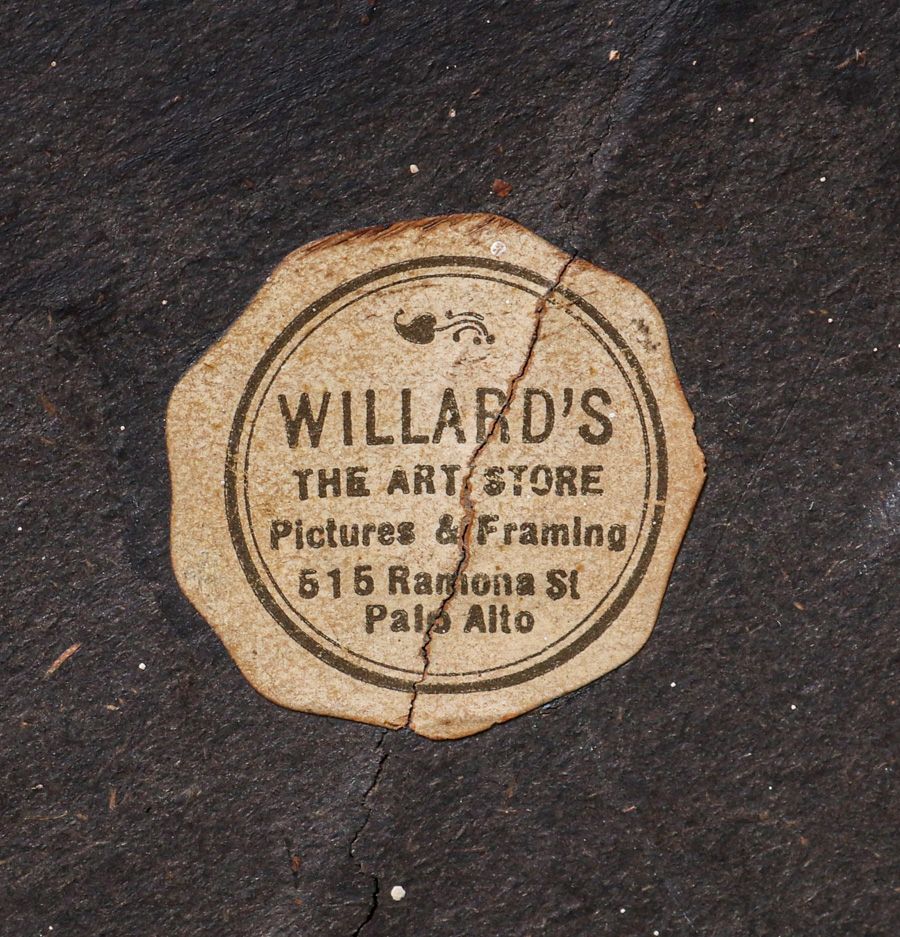 WILLARD'S
THE ART STORE
Pictures & Framing
515 Ramona St
Palo Alto